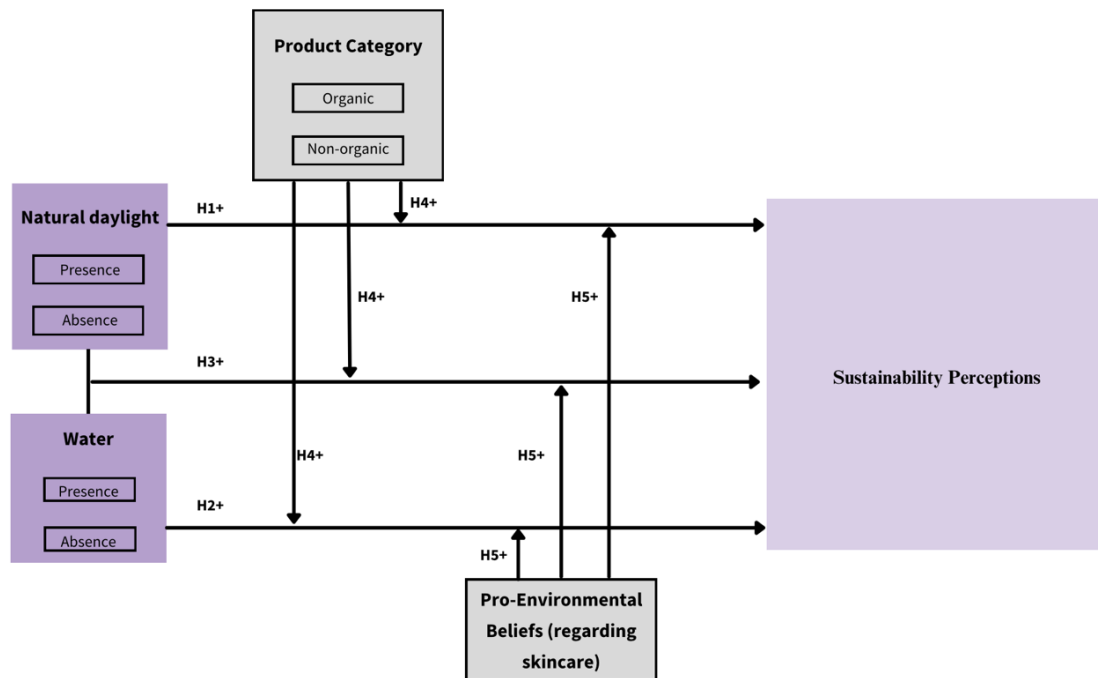 Product Category
Organic
Non-organic
H4+
Natural daylight
H1+
Presence
Absence
H4+
H5+
H3+
Sustainability Perceptions
Water
H4+
H5+
Presence
H2+
Absence
H5+
Pro-Environmental
Beliefs (regarding
skincare)